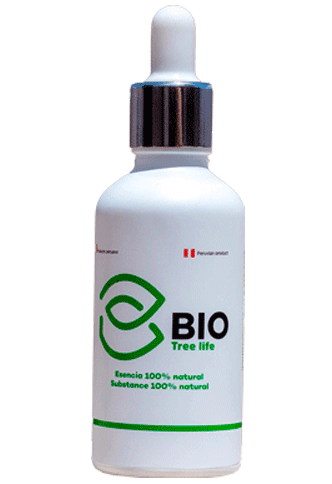 Peruvian product
BIO
Tree life
Esencia 100% natural
Substance 100% natural